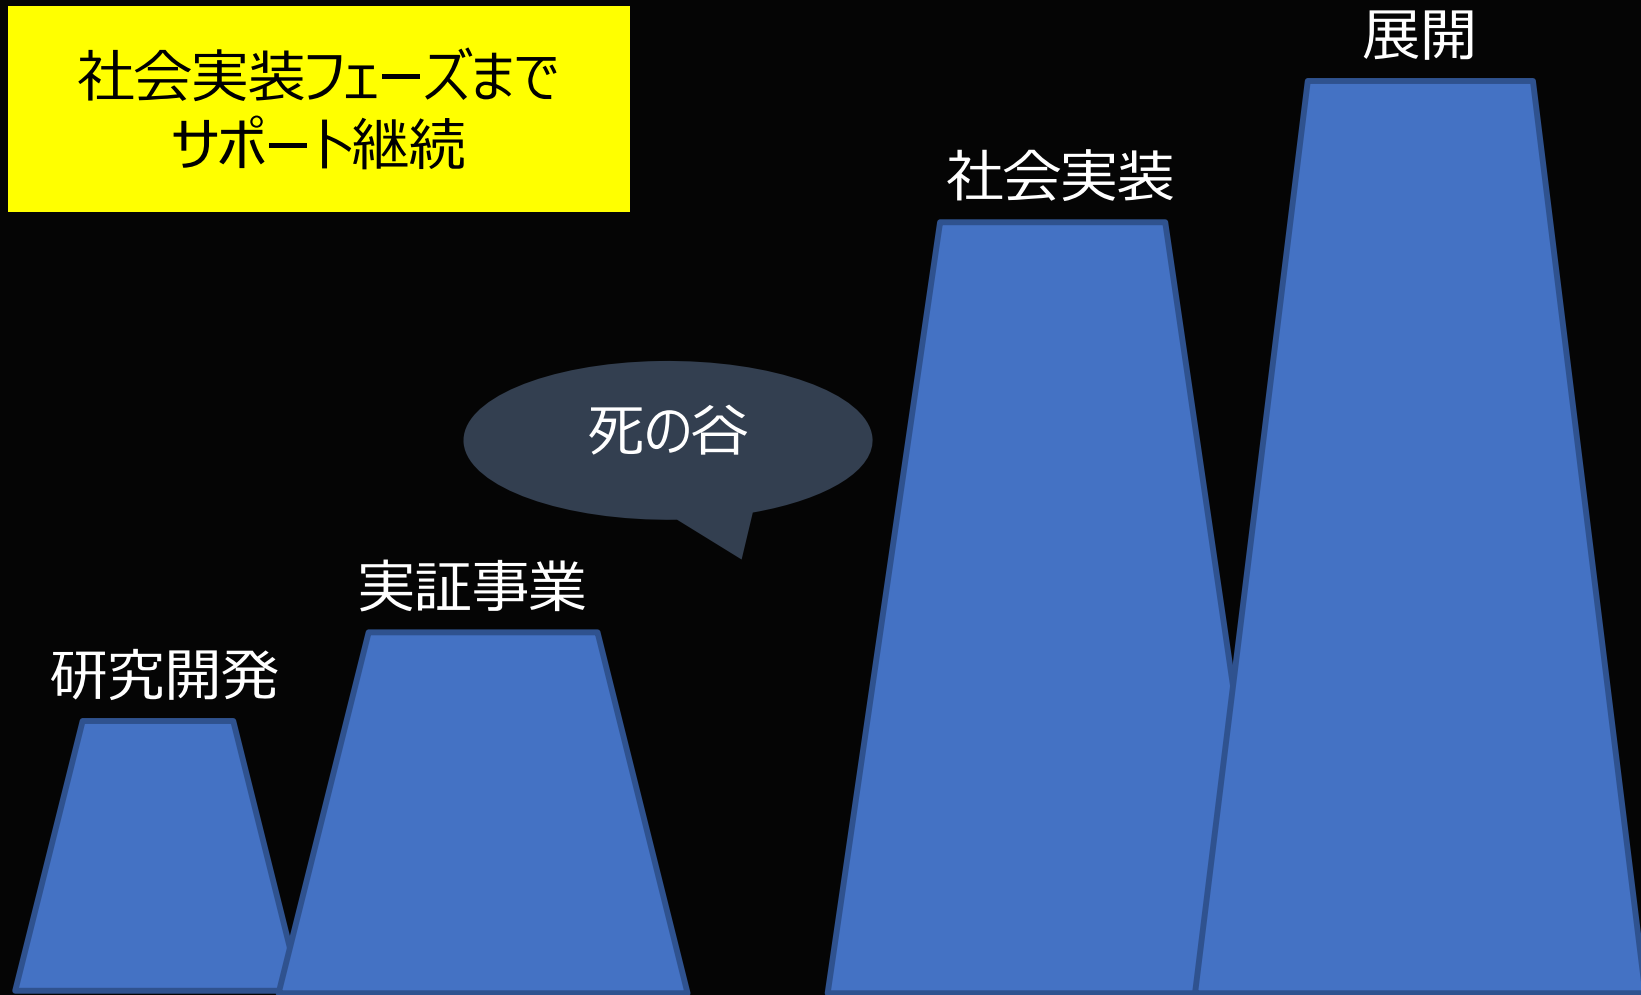 社会実装フェーズまで
サポート継続
展開
社会実装
死の谷
実証事業
研究開発